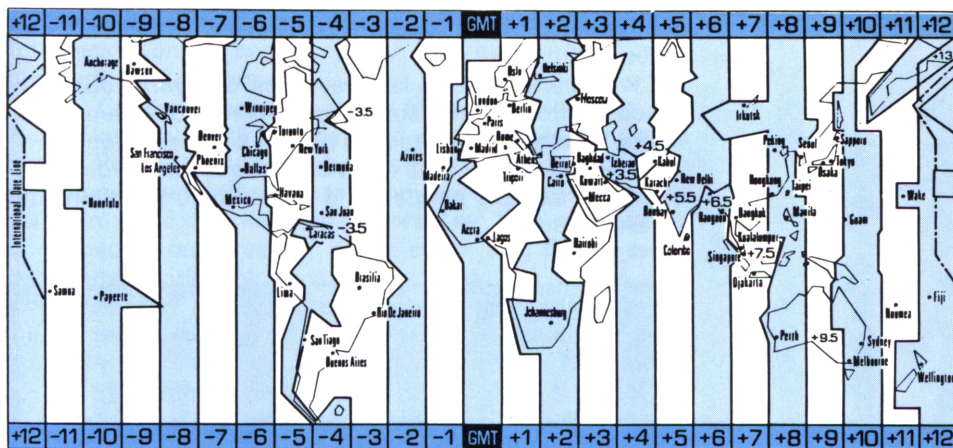 +12 -11 -10 -9 -8 -7 -6 -5 -4 -3 -2 -1 GMT +1 +2 +3 +4 +5 +6 +7 +8 +9 +10 +11 +12
+13
Anchorage
Dawson
Oslo
Helsinki
Vancouver
Winnipeg
-3.5
London
Berlin
Moscow
Irkutsk
Toronto
Paris
Denver
New York
Rome
Sapporo
San Francisco
Chicago
Azores
Lisbon
Madrid
Athens
Beirut
Baghdad
Teheran
+4.5
Kabul
Peking
Seoul
Tokyo
Los Angeles
Phoenix
Dallas
Bermuda
Madeira
Tripoli
Cairo
Kuwait
+3.5
Karachi
New Delhi
Osaka
International Date Line
Honolulu
Mexico
Havana
San Juan
Dakar
Mecca
Bombay
+5.5
+6.5
Rangoon
Bangkok
Hongkong
Taipei
Manila
Guam
Wake
Caracas
-3.5
Accra
Lagos
Nairobi
Colombo
Kualalumpor
Singapore
+7.5
Djakarta
Samoa
Papeete
Lima
Brasilia
Rio De Janeiro
Johannesburg
Noumea
Fiji
San Tiago
Buenos Aires
Perth
+9.5
Sydney
Melbourne
Wellington
+12 -11 -10 -9 -8 -7 -6 -5 -4 -3 -2 -1 GMT +1 +2 +3 +4 +5 +6 +7 +8 +9 +10 +11 +12